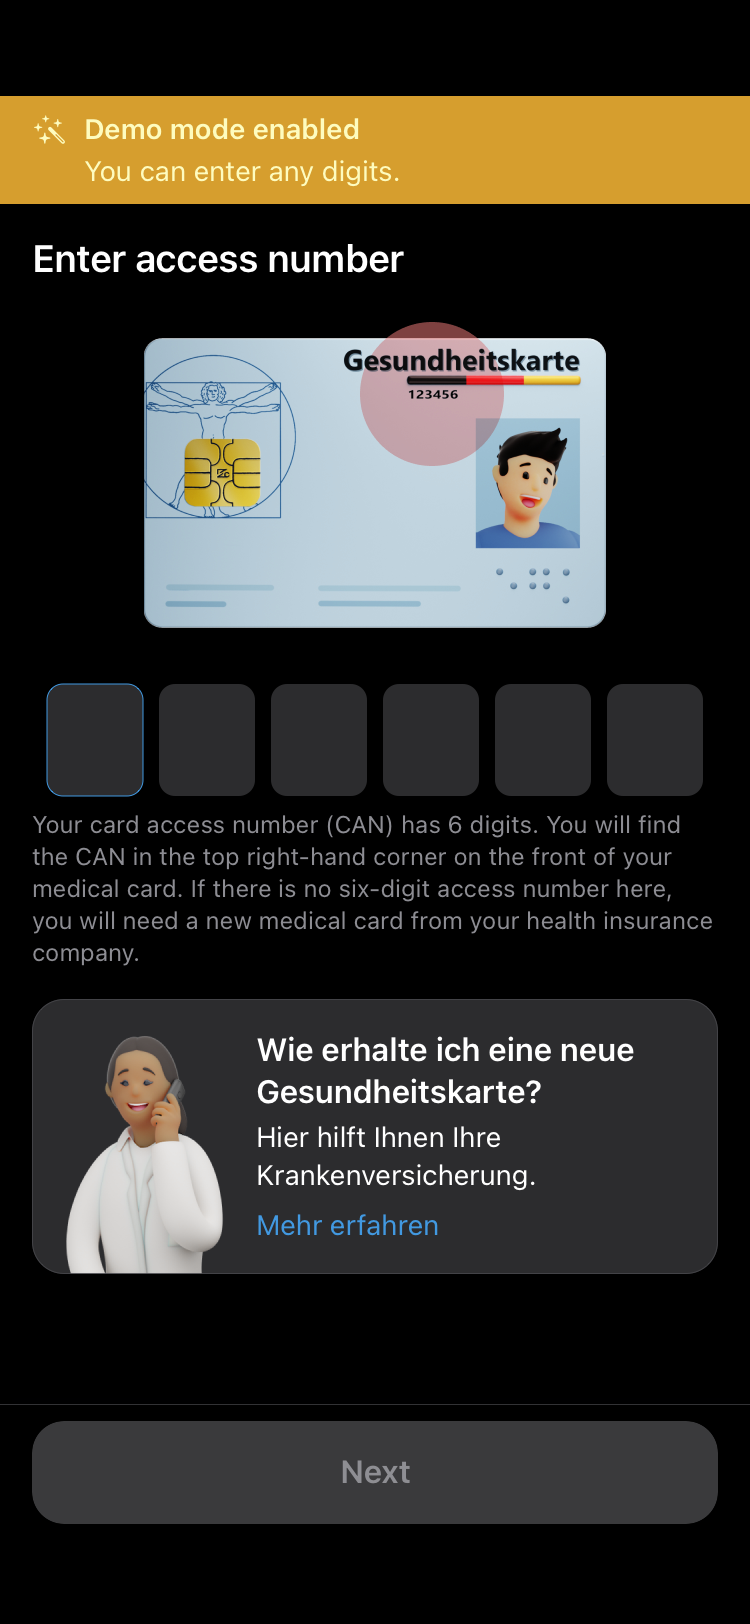 Demo mode enabled
You can enter any digits.
Enter access number
Gesundheitskarte
123456
Your card access number (CAN) has 6 digits. You will find
the CAN in the top right-hand corner on the front of your
medical card. If there is no six-digit access number here,
you will need a new medical card from your health insurance
company.
Wie erhalte ich eine neue
Gesundheitskarte?
Hier hilft Ihnen Ihre
Krankenversicherung.
Mehr erfahren
Next